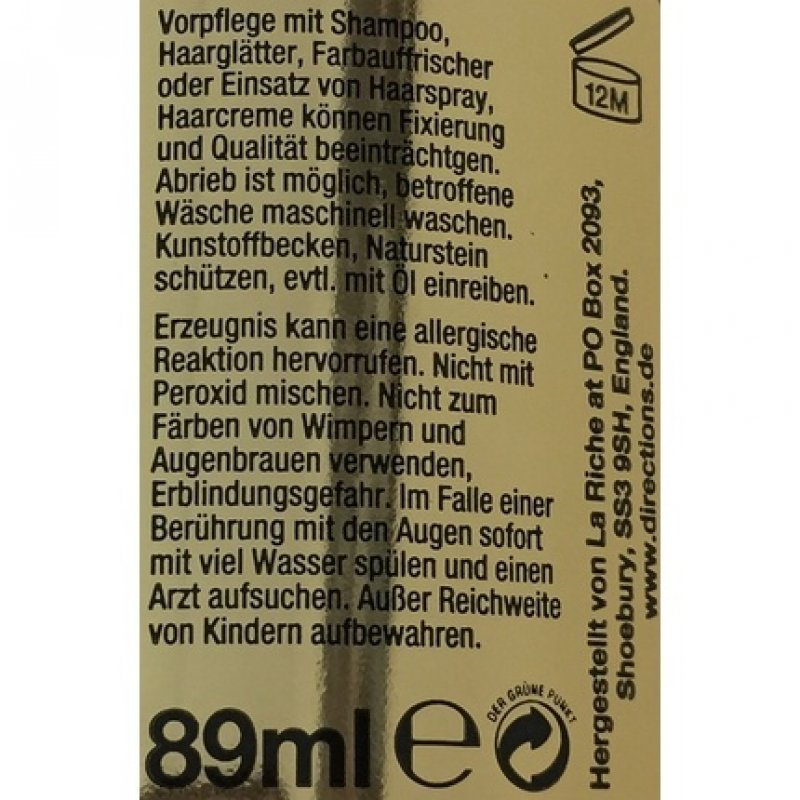 Vorpflege mit Shampoo,
Haarglätter, Farbauffrischer
oder Einsatz von Haarspray,
Haarcreme können Fixierung
und Qualität beeinträchtgen.
Abrieb ist möglich, betroffene
Wäsche maschinell waschen.
Kunstoffbecken, Naturstein
schützen, evtl. mit Öl einreiben.
Erzeugnis kann eine allergische
Reaktion hervorrufen. Nicht mit
Peroxid mischen. Nicht zum
Färben von Wimpern und
Augenbrauen verwenden,
Erblindungsgefahr. Im Falle einer
Berührung mit den Augen sofort
mit viel Wasser spülen und einen
Arzt aufsuchen. Außer Reichweite
von Kindern aufbewahren.
89ml e
DER GRÜNE PUNKT
12M
Hergestellt von La Riche at PO Box 2093,
Shoebury, SS3 9SH, England.
www.directions.de